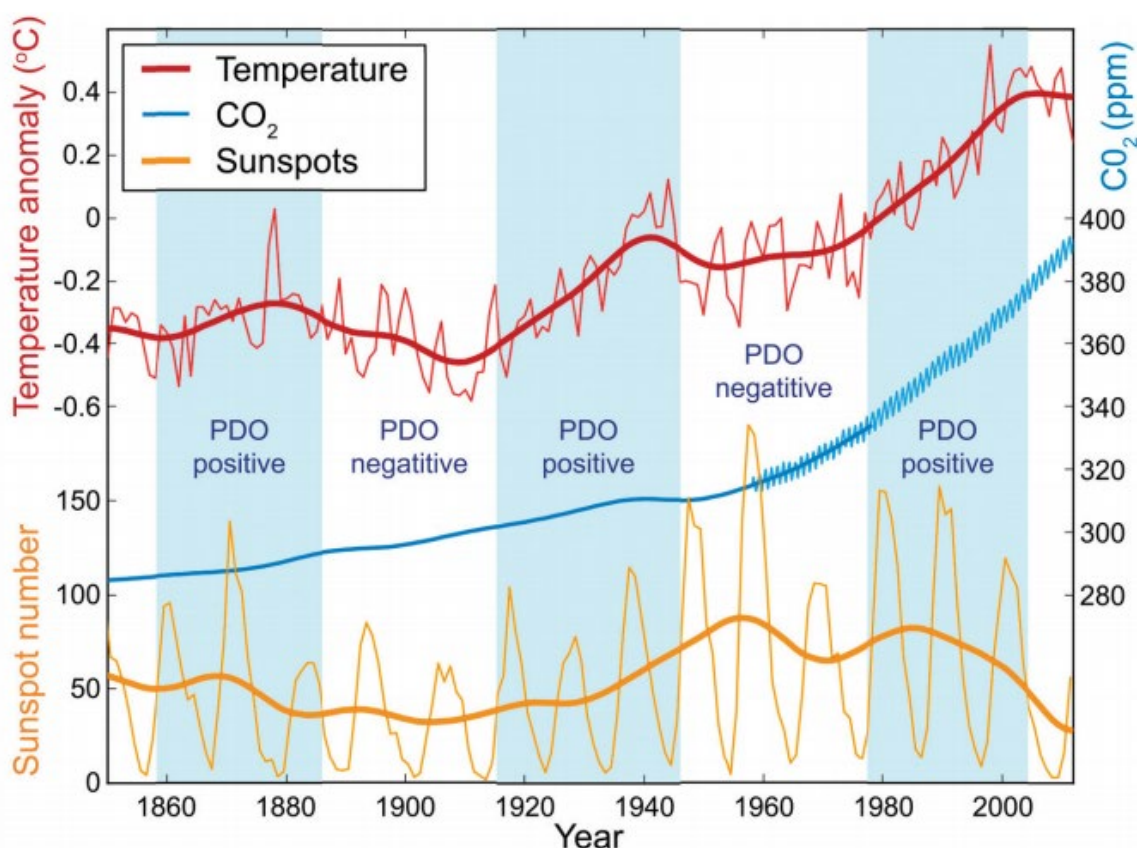 Temperature
CO2
Sunspots
Temperature anomaly (ºC)
0.4
0.2
0
-0.2
-0.4
-0.6
Sunspot number
150
100
50
0
C02 (ppm)
400
380
360
340
320
300
280
PDO
positive
PDO
negatitive
PDO
positive
PDO
negatitive
PDO
positive
1860
1880
1900
1920
1940
1960
1980
2000
Year